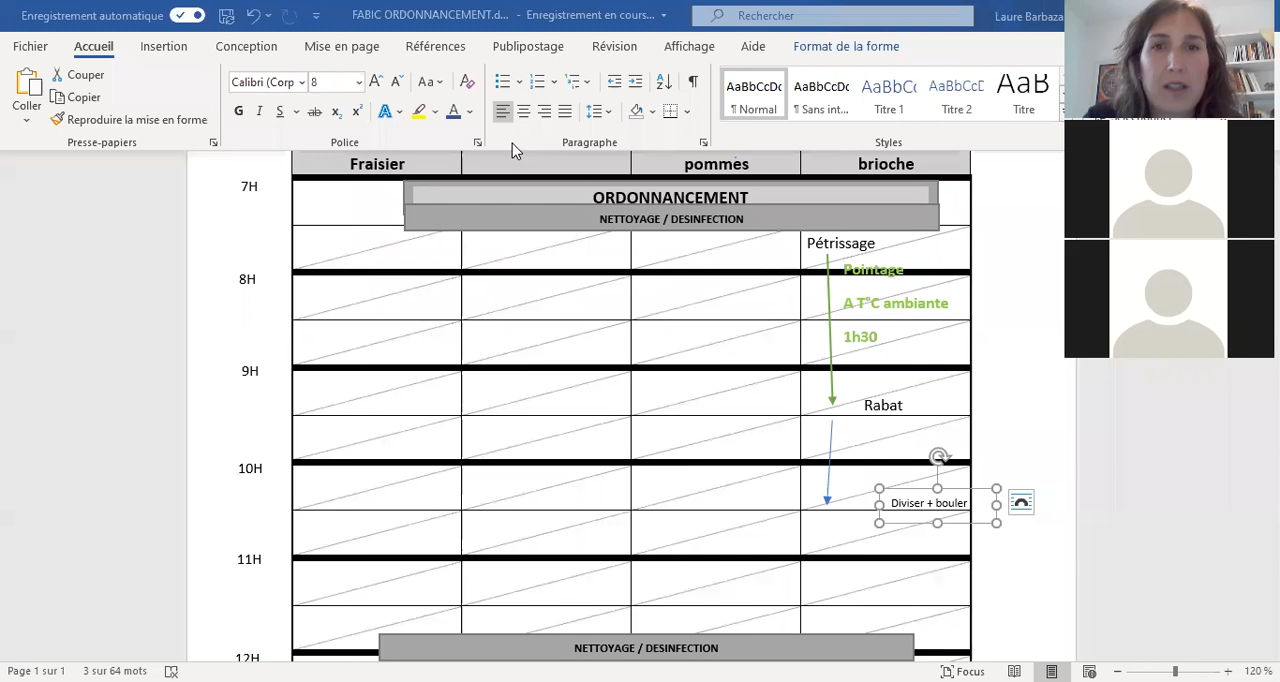 Enregistrement automatique
FABIC ORDONNANCEMENT.d... - Enregistrement en cours...
Rechercher
Laure Barbaza
Fichier Accueil Insertion Conception Mise en page Références Publipostage Révision Affichage Aide Format de la forme
Coller
Couper
Copier
Reproduire la mise en forme
Presse-papiers
Calibri (Corp 8
G I S ab x₂ x²
Police
Paragraphe
AaBbCcDc AaBbCcDc AaBbCc AaBbCcD AaB
¶ Normal ¶ Sans int... Titre 1 Titre 2 Titre
Styles
Fraisier pommes brioche
7H
ORDONNANCEMENT
NETTOYAGE / DESINFECTION
Pétrissage
8H
Pointage
A T°C ambiante
1h30
9H
Rabat
10H
Diviser + bouler
11H
NETTOYAGE / DESINFECTION
12H
Page 1 sur 1 3 sur 64 mots Focus 120 %